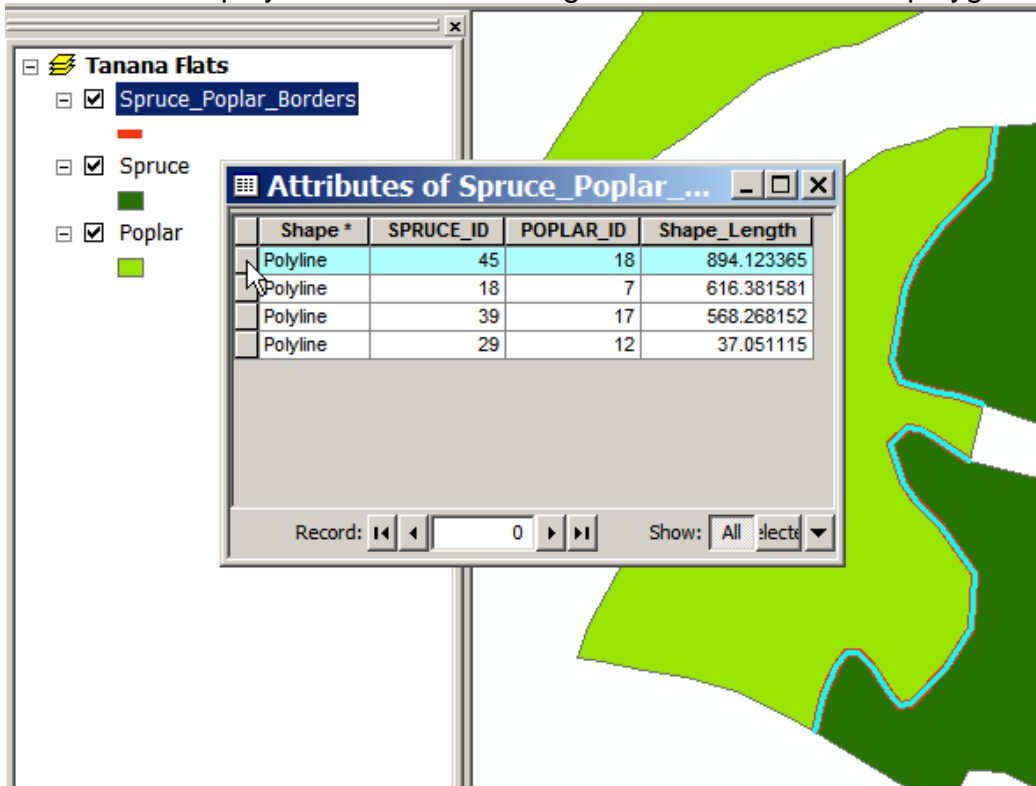 Tanana Flats
Spruce_Poplar_Borders
Spruce
Poplar
Attributes of Spruce_Poplar_...
Shape * SPRUCE_ID POPLAR_ID Shape_Length
Polyline 45 18 894.123365
Polyline 18 7 616.381581
Polyline 39 17 568.268152
Polyline 29 12 37.051115
Record: 0 Show: All electe